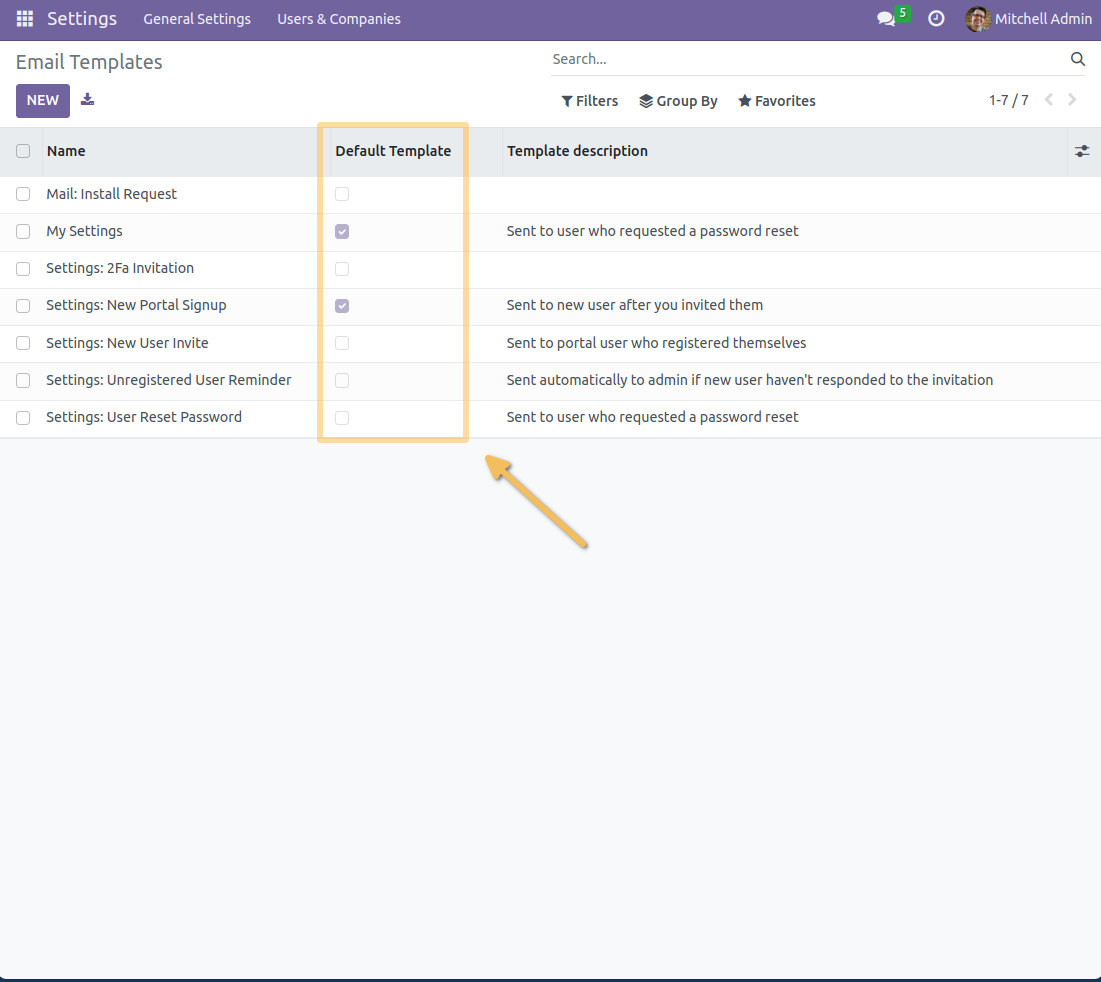 Settings General Settings Users & Companies 5 Mitchell Admin
Email Templates Search...
NEW Filters Group By Favorites 1-7 / 7
Name Default Template Template description
Mail: Install Request
My Settings Sent to user who requested a password reset
Settings: 2Fa Invitation
Settings: New Portal Signup Sent to new user after you invited them
Settings: New User Invite Sent to portal user who registered themselves
Settings: Unregistered User Reminder Sent automatically to admin if new user haven't responded to the invitation
Settings: User Reset Password Sent to user who requested a password reset